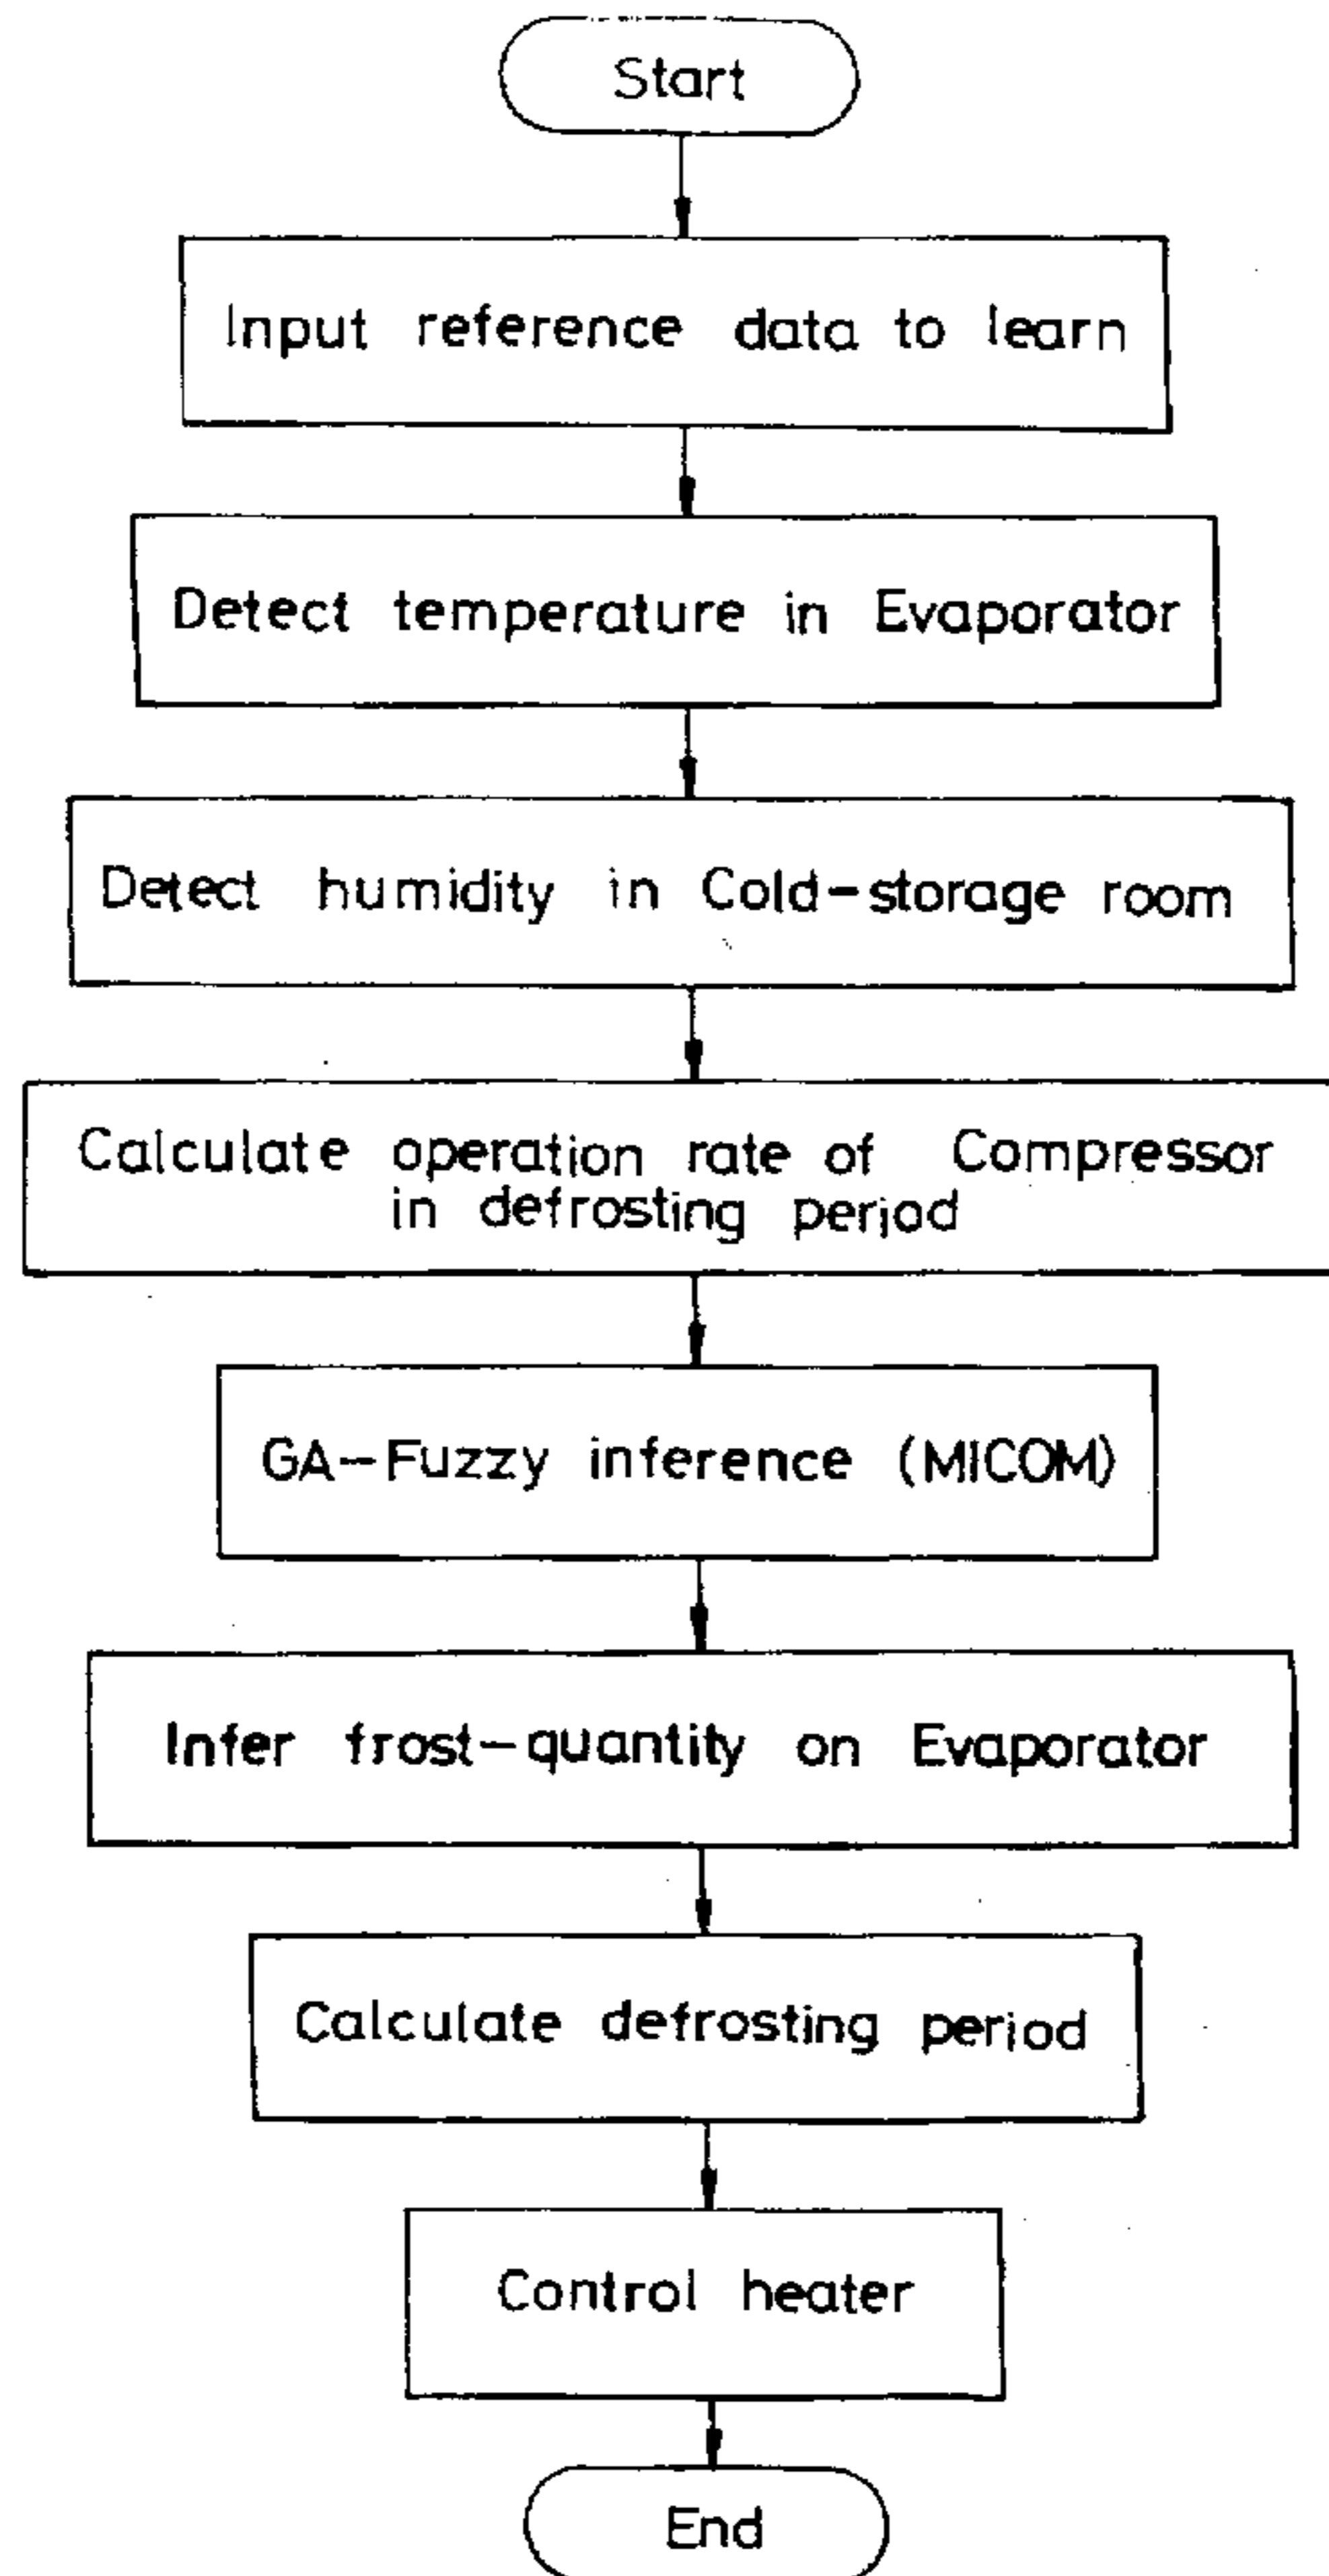 Start
Input reference data to learn
Detect temperature in Evaporator
Detect humidity in Cold-storage room
Calculate operation rate of Compressor
in defrosting period
GA-Fuzzy inference (MICOM)
Infer frost-quantity on Evaporator
Calculate defrosting period
Control heater
End